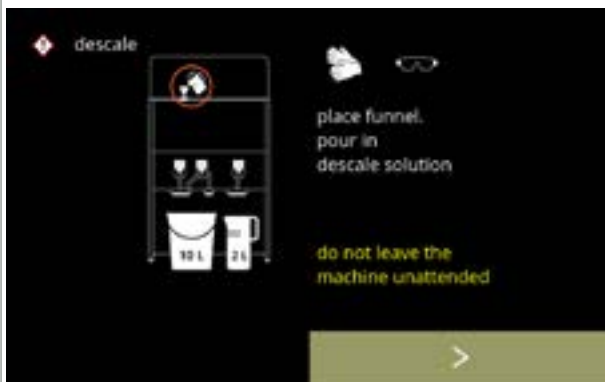 descale
place funnel.
pour in
descale solution
10 L
2 L
do not leave the
machine unattended
>